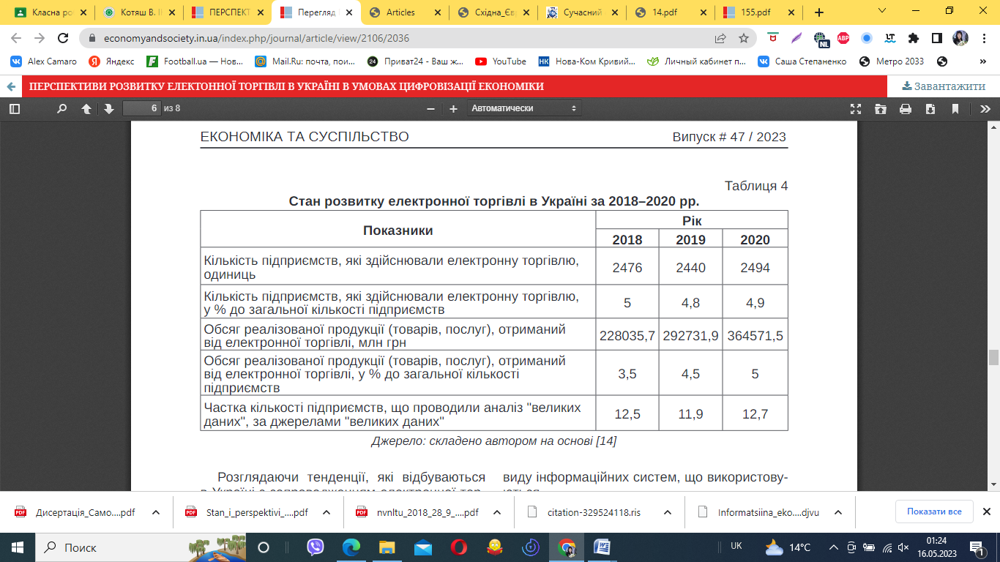 Класна ро
Котяш В. І
ПЕРСПЕКТ
Перегляд
Articles
Східна_Єв
Сучасний
14.pdf
155.pdf
economyandsociety.in.ua/index.php/journal/article/view/2106/2036
Alex Camaro Яндекс Football.ua — Нов... Mail.Ru: почта, пои... Приват24 - Ваш ж... YouTube Нова-Ком Кривий... Личный кабинет п... Саша Степаненко Метро 2033
ПЕРСПЕКТИВИ РОЗВИТКУ ЕЛЕКТОННОЇ ТОРГІВЛІ В УКРАЇНІ В УМОВАХ ЦИФРОВІЗАЦІЇ ЕКОНОМІКИ Завантажити
6 из 8 Автоматически
ЕКОНОМІКА ТА СУСПІЛЬСТВО Випуск # 47 / 2023
Таблиця 4
Стан розвитку електронної торгівлі в Україні за 2018–2020 рр.
Показники Рік
2018 2019 2020
Кількість підприємств, які здійснювали електронну торгівлю,
одиниць
2476 2440 2494
Кількість підприємств, які здійснювали електронну торгівлю,
у % до загальної кількості підприємств
5 4,8 4,9
Обсяг реалізованої продукції (товарів, послуг), отриманий
від електронної торгівлі, млн грн
228035,7 292731,9 364571,5
Обсяг реалізованої продукції (товарів, послуг), отриманий
від електронної торгівлі, у % до загальної кількості
підприємств
3,5 4,5 5
Частка кількості підприємств, що проводили аналіз "великих
даних", за джерелами "великих даних"
12,5 11,9 12,7
Джерело: складено автором на основі [14]
Розглядаючи тенденції, які відбуваються
виду інформаційних систем, що використову-
Дисертація_Само....pdf Stan_i_perspektivi_....pdf nvnltu_2018_28_9_....pdf citation-329524118.ris Informatsiina_eko....djvu Показати все
Поиск
UK 14°C 01:24
16.05.2023